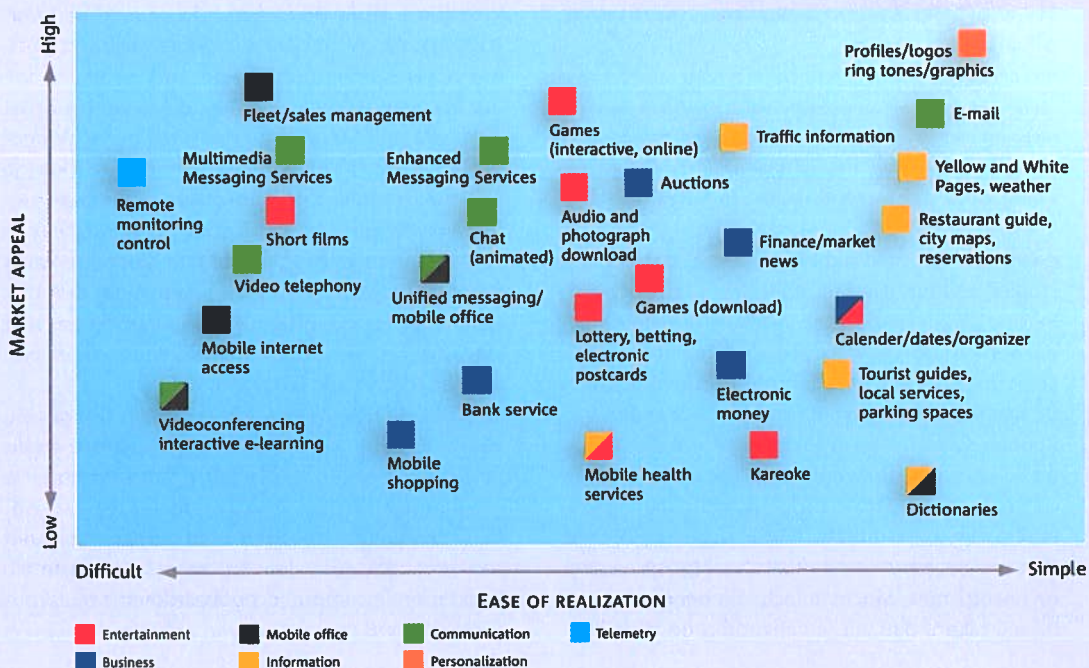 High
Profiles/logos
ring tones/graphics
Fleet/sales management
Games
(interactive, online)
E-mail
Traffic information
Multimedia
Messaging Services
Enhanced
Messaging Services
Yellow and White
Pages, weather
Auctions
Remote
monitoring
control
Short films
Chat
(animated)
Audio and
photograph
download
Restaurant guide,
city maps,
reservations
Finance/market
news
Video telephony
Unified messaging/
mobile office
Games (download)
MARKET APPEAL
Mobile internet
access
Lottery, betting,
electronic
postcards
Calender/dates/organizer
Electronic
money
Tourist guides,
local services,
parking spaces
Bank service
Videoconferencing
interactive e-learning
Mobile
shopping
Mobile health
services
Kareoke
Dictionaries
Low
Difficult
Simple
EASE OF REALIZATION
Entertainment
Mobile office
Communication
Telemetry
Business
Information
Personalization